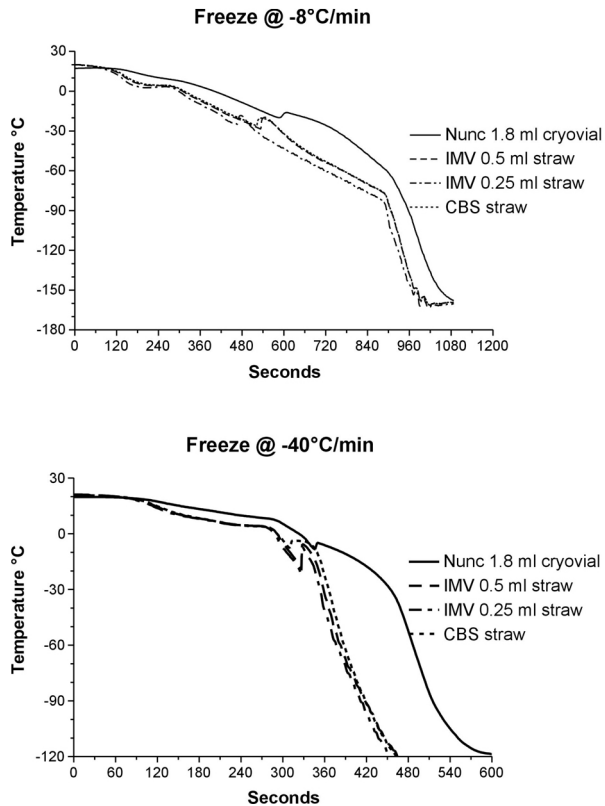 Freeze @ -8°C/min
30
0
-30
-60
-90
-120
-150
-180
Temperature °C
0 120 240 360 480 600 720 840 960 1080 1200
Seconds
Nunc 1.8 ml cryovial
IMV 0.5 ml straw
IMV 0.25 ml straw
CBS straw
Freeze @ -40°C/min
30
0
-30
-60
-90
-120
Temperature °C
0 60 120 180 240 300 360 420 480 540 600
Seconds
Nunc 1.8 ml cryovial
IMV 0.5 ml straw
IMV 0.25 ml straw
CBS straw